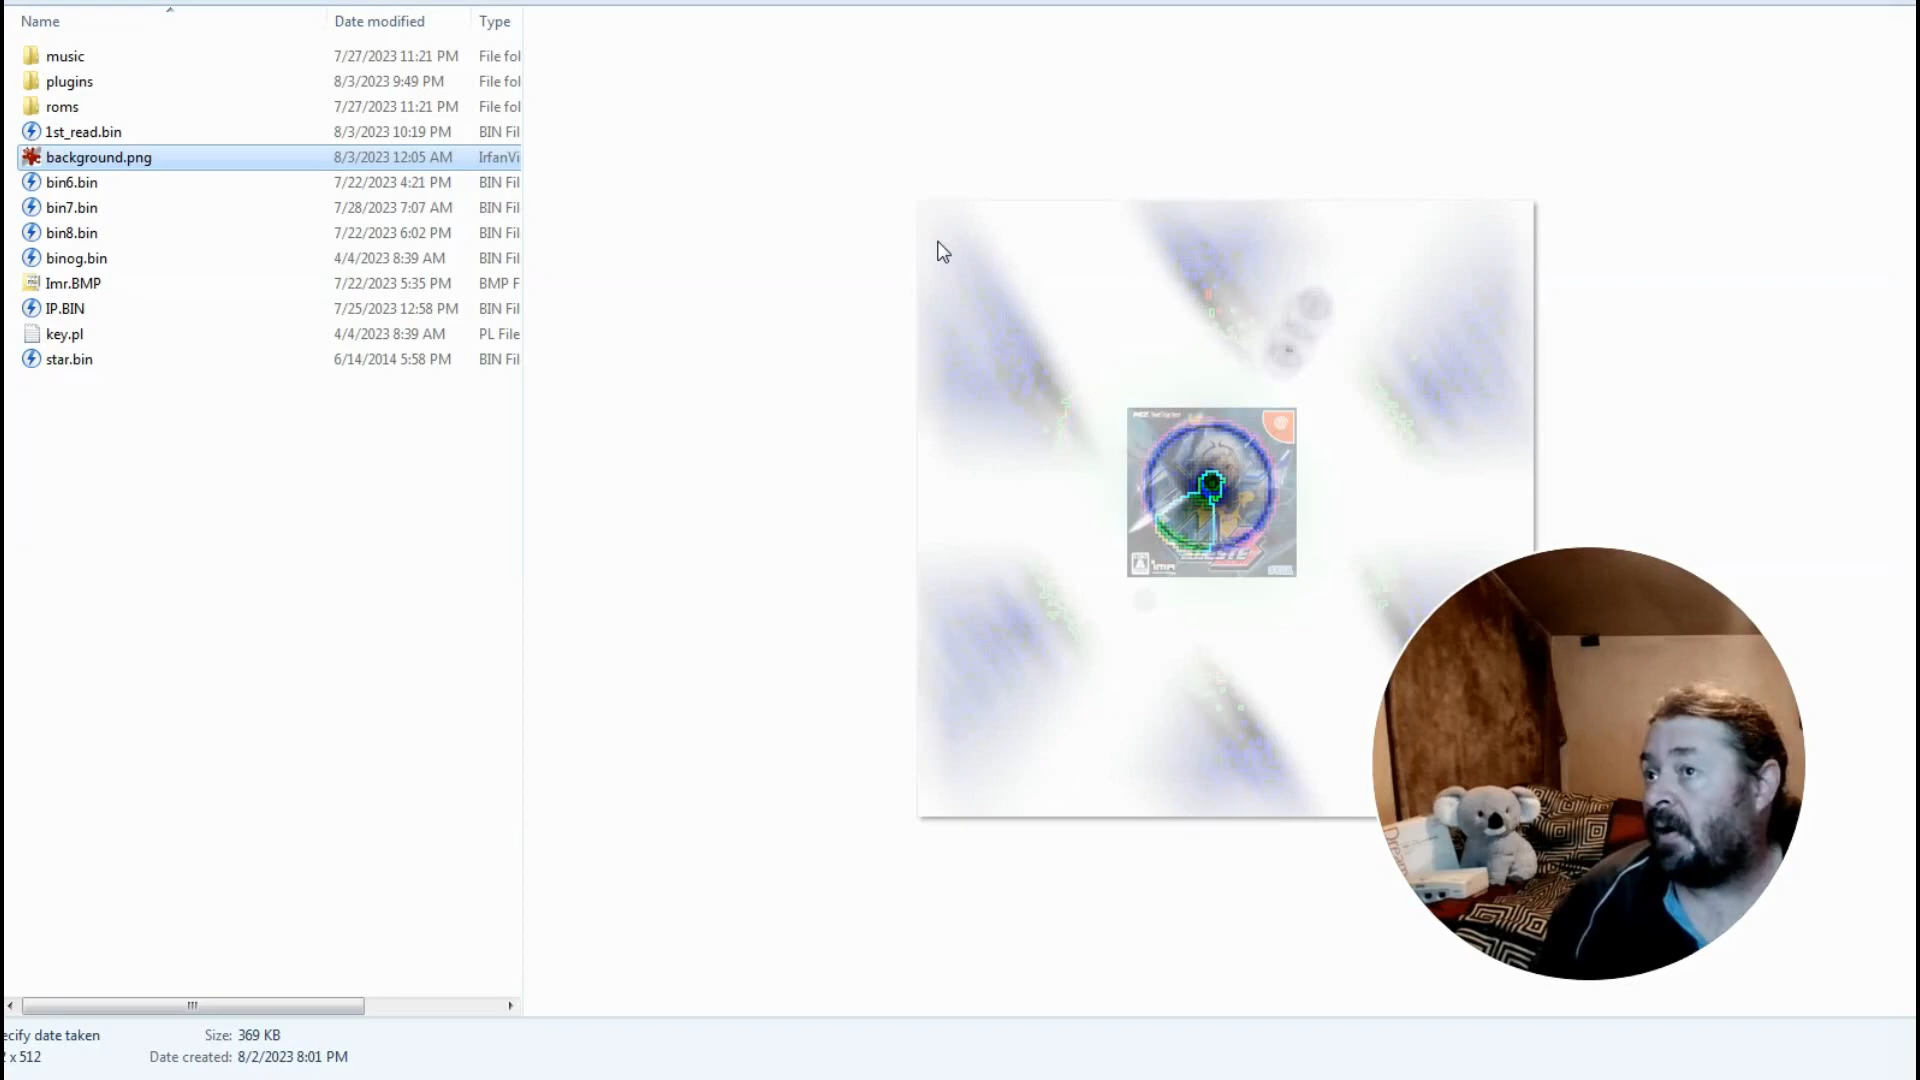 Name Date modified Type
music 7/27/2023 11:21 PM File fol
plugins 8/3/2023 9:49 PM File fol
roms 7/27/2023 11:21 PM File fol
1st_read.bin 8/3/2023 10:19 PM BIN Fil
background.png 8/3/2023 12:05 AM IrfanVi
bin6.bin 7/22/2023 4:21 PM BIN Fil
bin7.bin 7/28/2023 7:07 AM BIN Fil
bin8.bin 7/22/2023 6:02 PM BIN Fil
binog.bin 4/4/2023 8:39 AM BIN Fil
Imr.BMP 7/22/2023 5:35 PM BMP F
IP.BIN 7/25/2023 12:58 PM BIN Fil
key.pl 4/4/2023 8:39 AM PL File
star.bin 6/14/2014 5:58 PM BIN Fil
SEGA
Dream
ecify date taken Size: 369 KB
x 512 Date created: 8/2/2023 8:01 PM